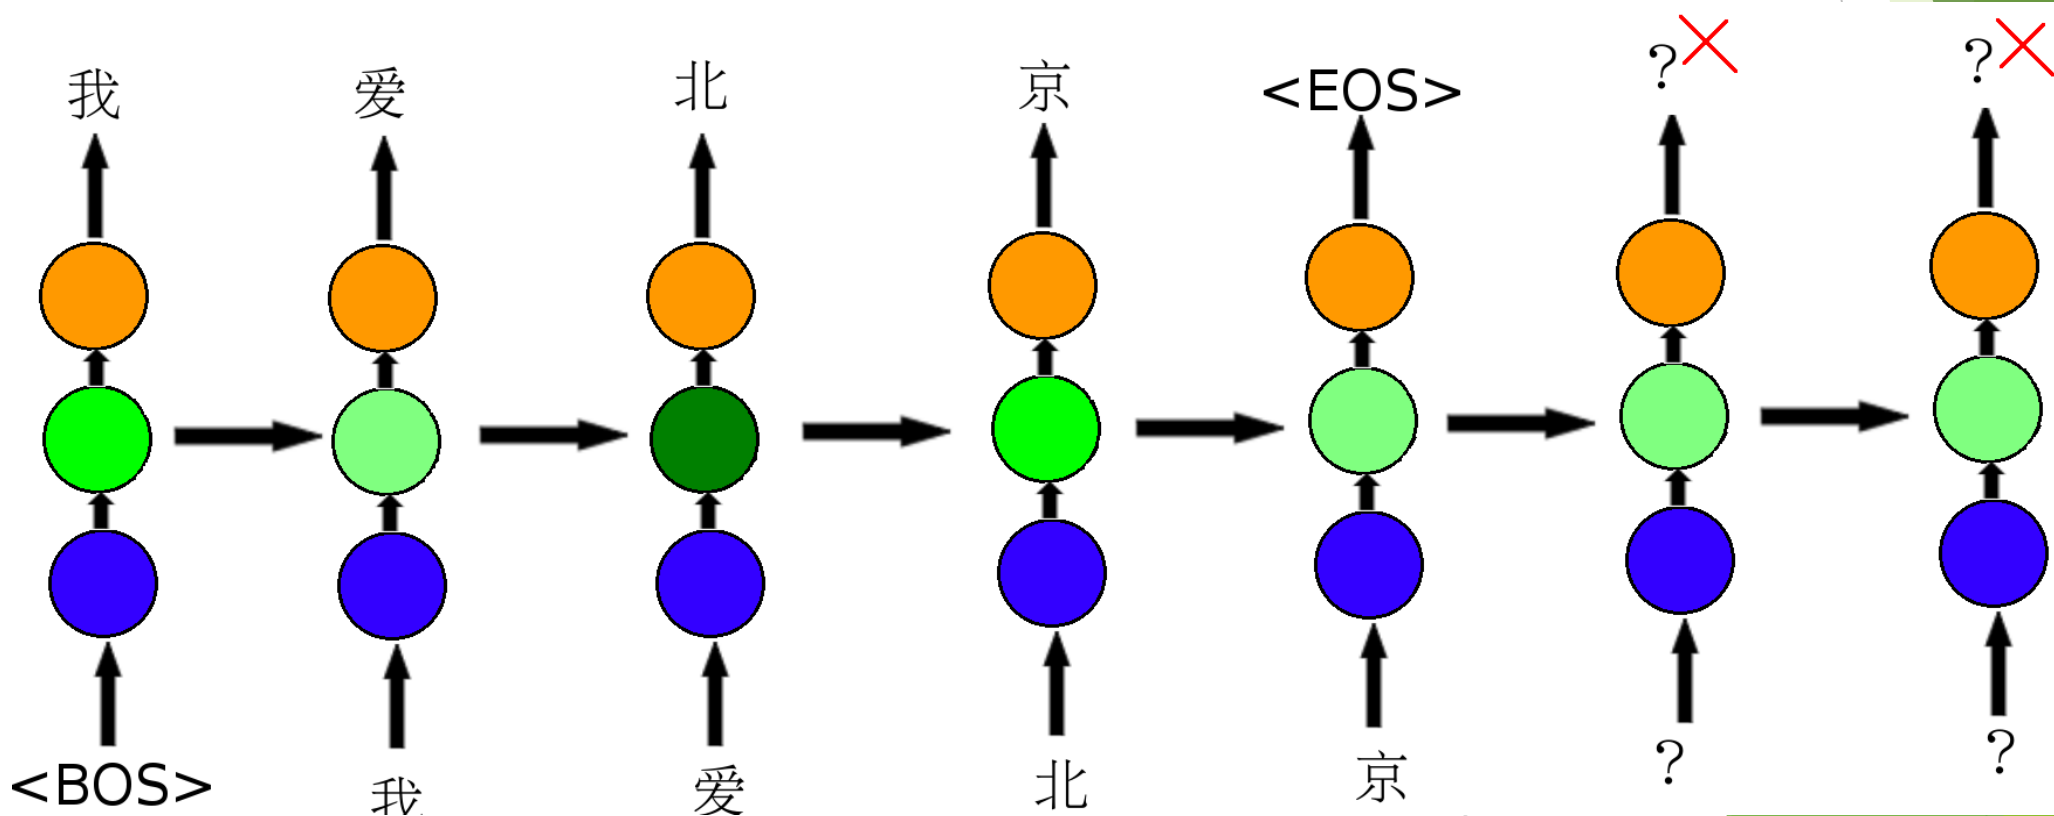 我 爱 北 京 <EOS> ? ?
<BOS> 我 爱 北 京 ? ?